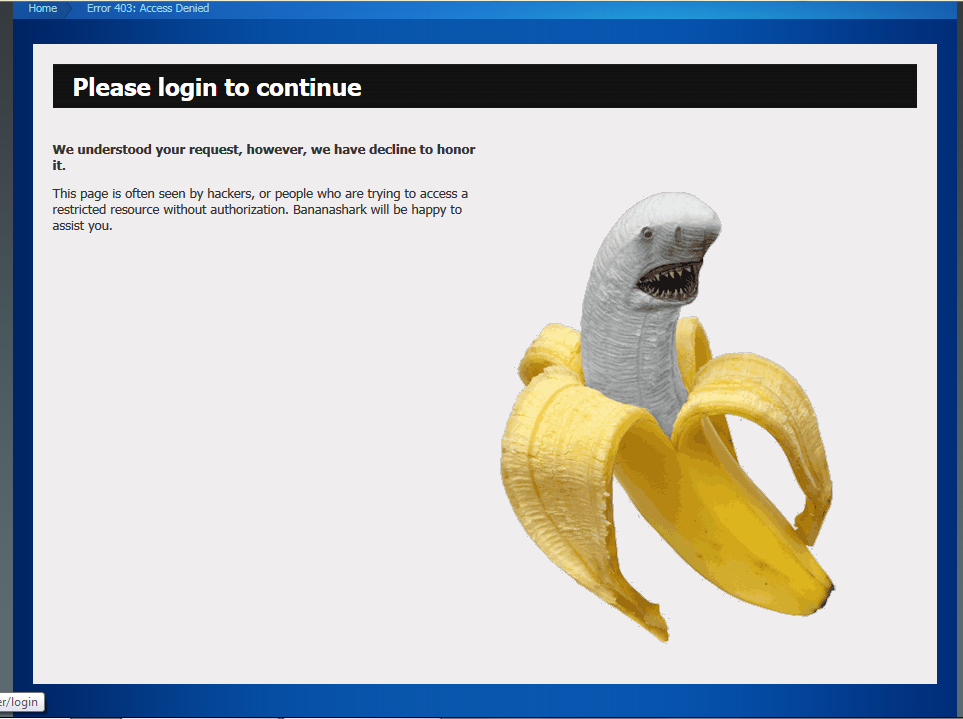 Home Error 403: Access Denied
Please login to continue
We understood your request, however, we have decline to honor
it.
This page is often seen by hackers, or people who are trying to access a
restricted resource without authorization. Bananashark will be happy to
assist you.
er/login